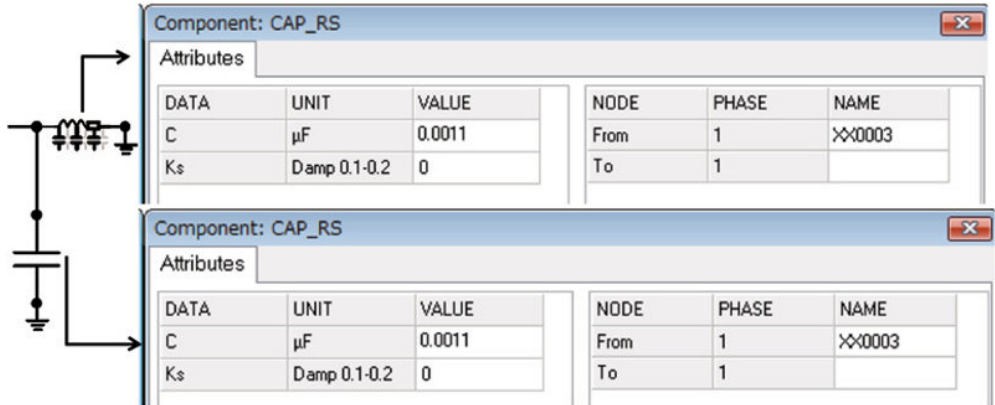 Component: CAP_RS
Attributes
DATA UNIT VALUE NODE PHASE NAME
C µF 0.0011 From 1 XX0003
Ks Damp 0.1-0.2 0 To 1
Component: CAP_RS
Attributes
DATA UNIT VALUE NODE PHASE NAME
C µF 0.0011 From 1 XX0003
Ks Damp 0.1-0.2 0 To 1